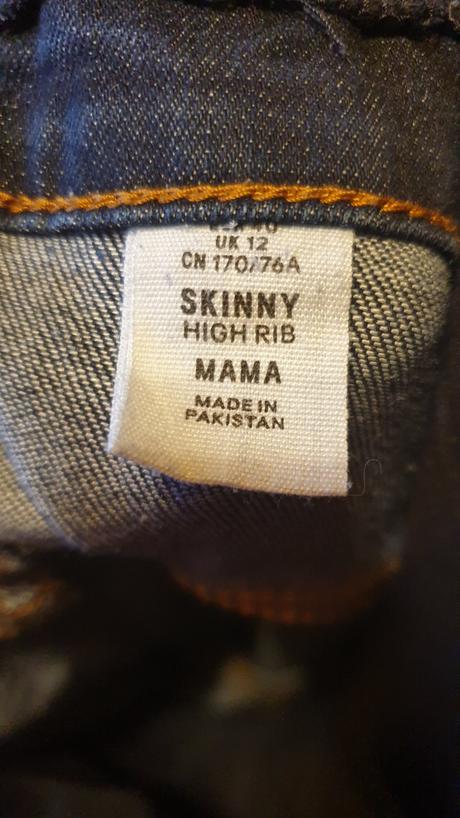 UK 12
CN 170/76A
SKINNY
HIGH RIB
MAMA
MADE IN
PAKISTAN